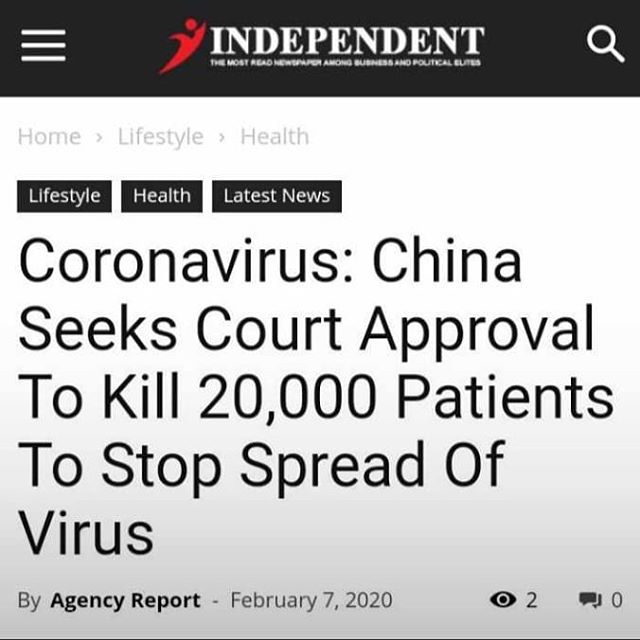 INDEPENDENT
THE MOST READ NEWSPAPER AMONG BUSINESS AND POLITICAL ELITES
Home › Lifestyle › Health
Lifestyle Health Latest News
Coronavirus: China
Seeks Court Approval
To Kill 20,000 Patients
To Stop Spread Of
Virus
By Agency Report - February 7, 2020 2 0